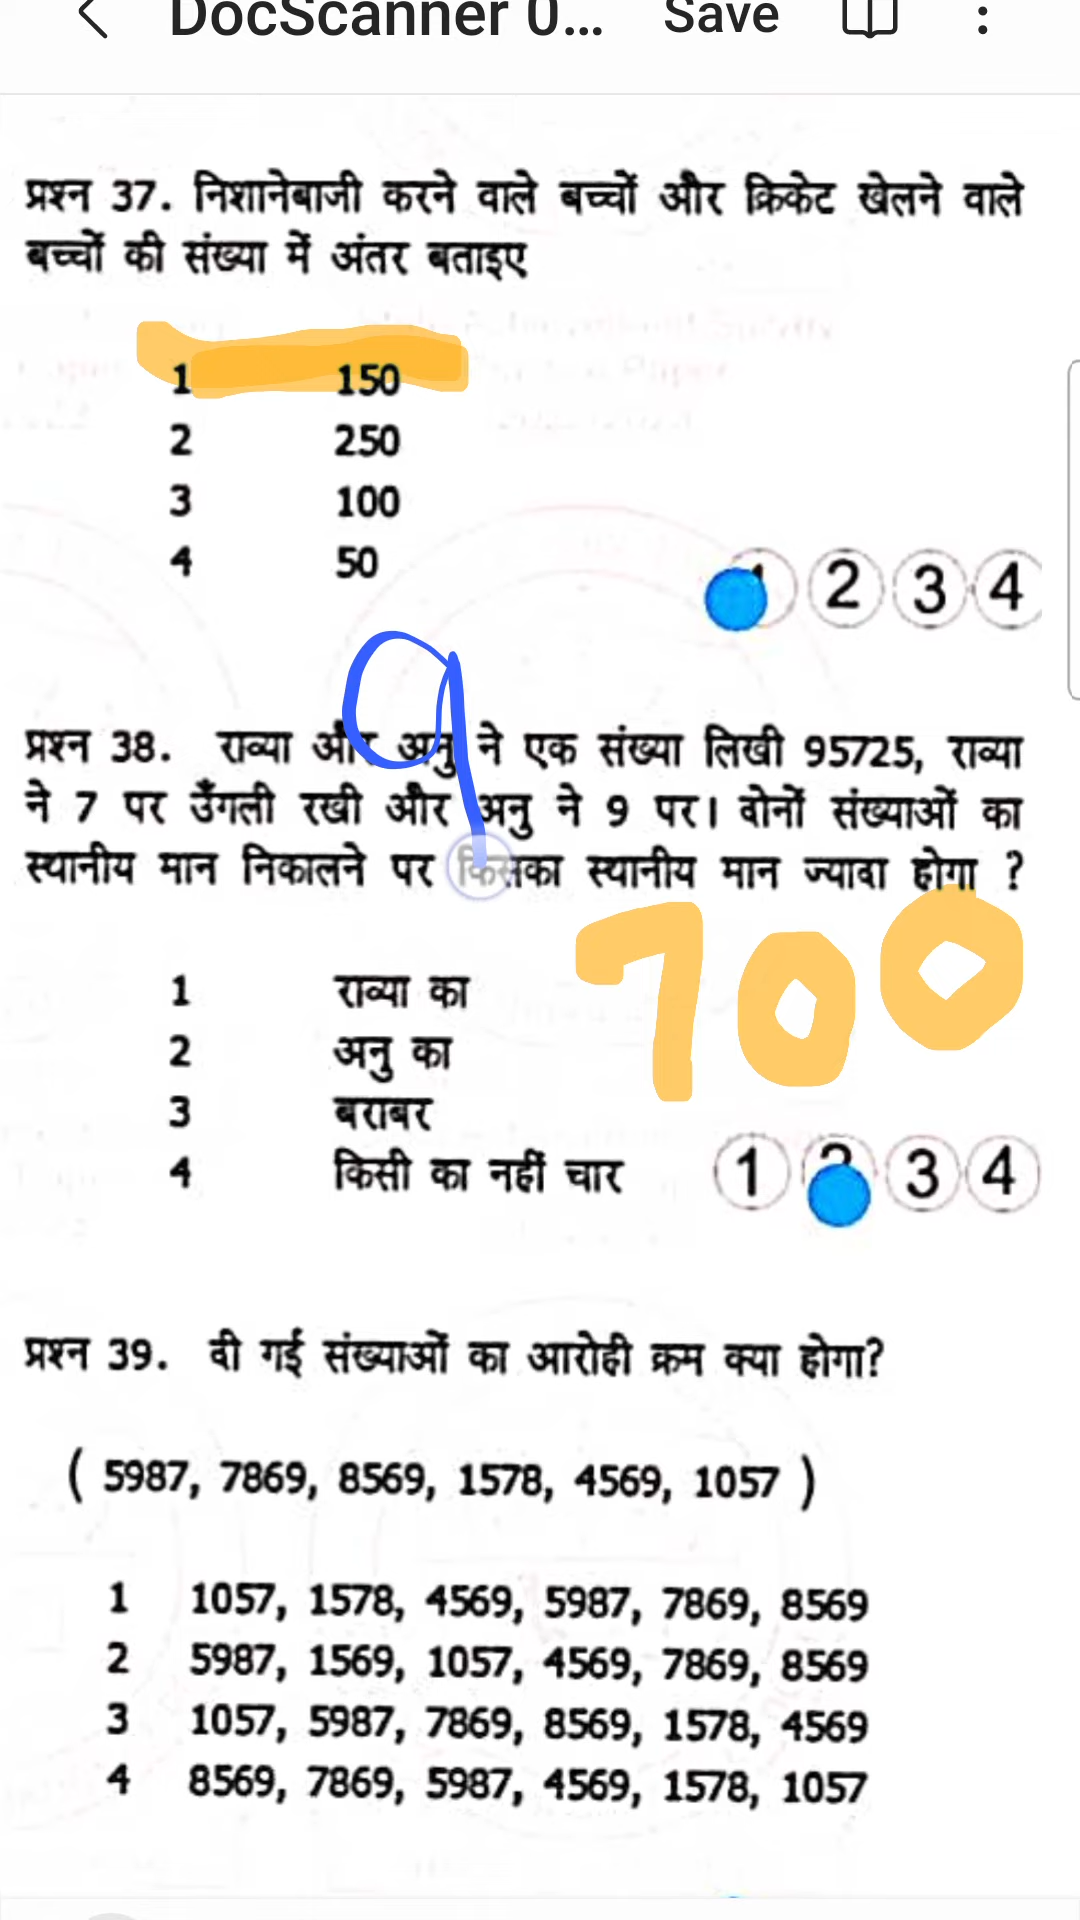 DocScanner 0...   Save
प्रश्न 37. निशानेबाजी करने वाले बच्चों और क्रिकेट खेलने वाले
बच्चों की संख्या में अंतर बताइए
1 150
2 250
3 100
4 50
1 2 3 4
9
प्रश्न 38. राव्या और अनु ने एक संख्या लिखी 95725, राव्या
ने 7 पर उँगली रखी और अनु ने 9 पर। दोनों संख्याओं का
स्थानीय मान निकालने पर किसका स्थानीय मान ज्यादा होगा ?
700
1 राव्या का
2 अनु का
3 बराबर
4 किसी का नहीं चार
1 2 3 4
प्रश्न 39. दी गई संख्याओं का आरोही क्रम क्या होगा?
( 5987, 7869, 8569, 1578, 4569, 1057 )
1 1057, 1578, 4569, 5987, 7869, 8569
2 5987, 1569, 1057, 4569, 7869, 8569
3 1057, 5987, 7869, 8569, 1578, 4569
4 8569, 7869, 5987, 4569, 1578, 1057